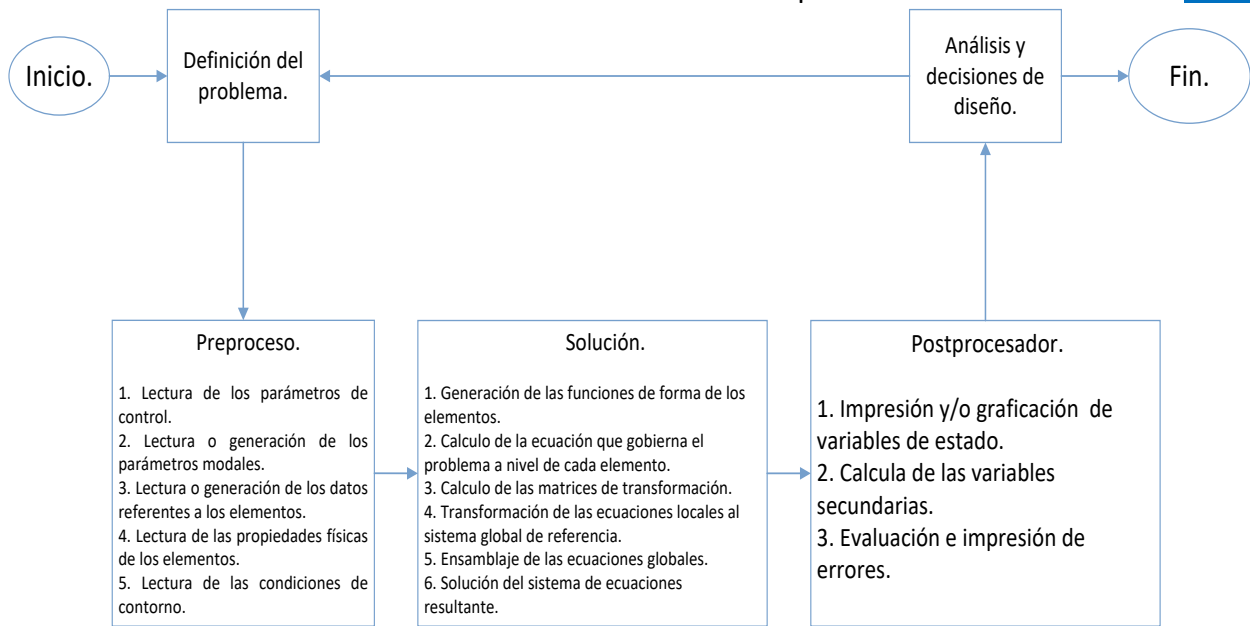 Inicio.
Definición del
problema.
Análisis y
decisiones de
diseño.
Fin.
Preproceso.
1. Lectura de los parámetros de
control.
2. Lectura o generación de los
parámetros modales.
3. Lectura o generación de los datos
referentes a los elementos.
4. Lectura de las propiedades físicas
de los elementos.
5. Lectura de las condiciones de
contorno.
Solución.
1. Generación de las funciones de forma de los
elementos.
2. Calculo de la ecuación que gobierna el
problema a nivel de cada elemento.
3. Calculo de las matrices de transformación.
4. Transformación de las ecuaciones locales al
sistema global de referencia.
5. Ensamblaje de las ecuaciones globales.
6. Solución del sistema de ecuaciones
resultante.
Postprocesador.
1. Impresión y/o graficación de
variables de estado.
2. Calcula de las variables
secundarias.
3. Evaluación e impresión de
errores.